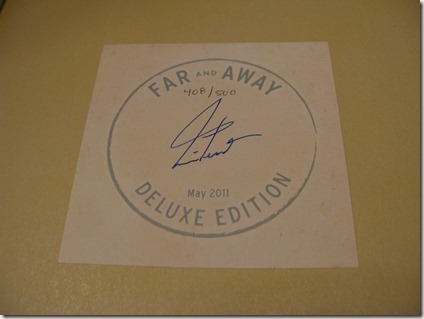 FAR AND AWAY
408/500
May 2011
DELUXE EDITION